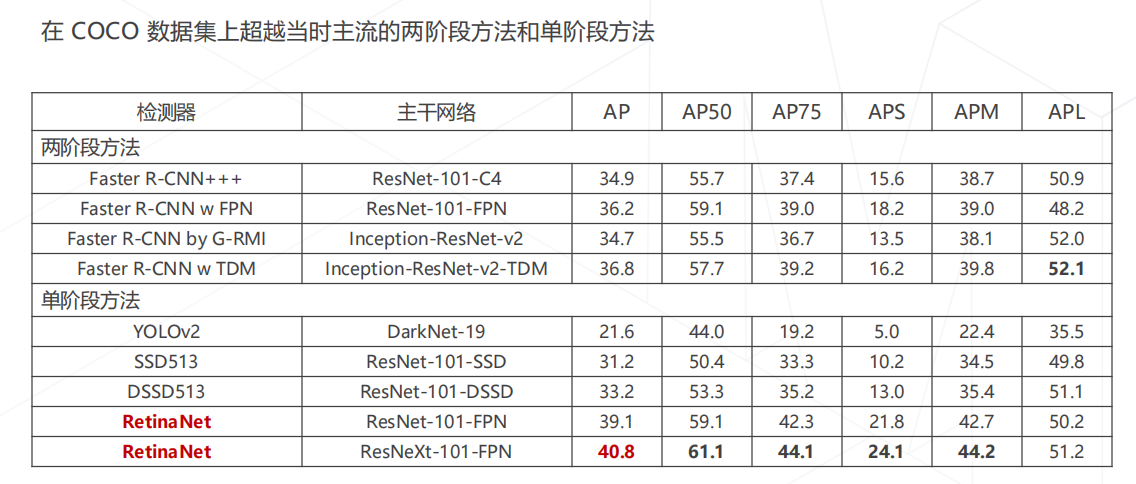 在 COCO 数据集上超越当时主流的两阶段方法和单阶段方法
检测器 主干网络 AP AP50 AP75 APS APM APL
两阶段方法
Faster R-CNN+++ ResNet-101-C4 34.9 55.7 37.4 15.6 38.7 50.9
Faster R-CNN w FPN ResNet-101-FPN 36.2 59.1 39.0 18.2 39.0 48.2
Faster R-CNN by G-RMI Inception-ResNet-v2 34.7 55.5 36.7 13.5 38.1 52.0
Faster R-CNN w TDM Inception-ResNet-v2-TDM 36.8 57.7 39.2 16.2 39.8 52.1
单阶段方法
YOLOv2 DarkNet-19 21.6 44.0 19.2 5.0 22.4 35.5
SSD513 ResNet-101-SSD 31.2 50.4 33.3 10.2 34.5 49.8
DSSD513 ResNet-101-DSSD 33.2 53.3 35.2 13.0 35.4 51.1
RetinaNet ResNet-101-FPN 39.1 59.1 42.3 21.8 42.7 50.2
RetinaNet ResNeXt-101-FPN 40.8 61.1 44.1 24.1 44.2 51.2